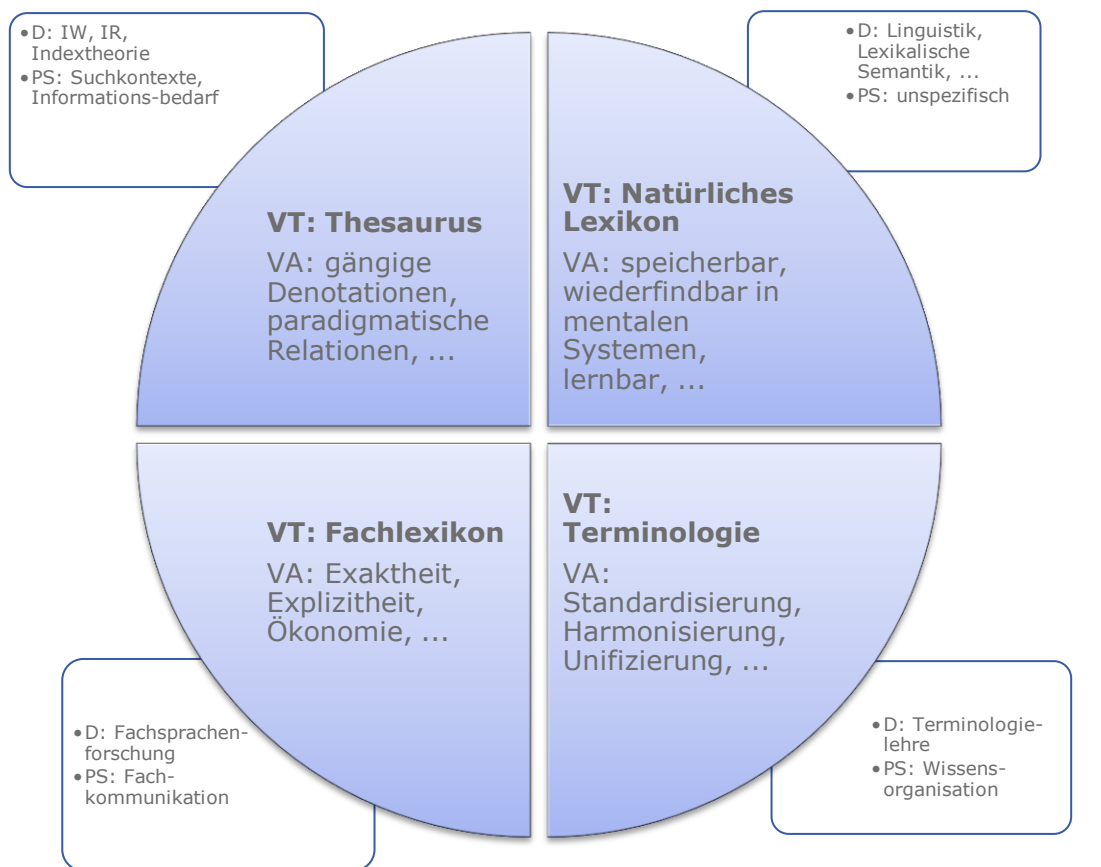 •D: IW, IR,
Indextheorie
•PS: Suchkontexte,
Informations-bedarf
•D: Linguistik,
Lexikalische
Semantik, ...
•PS: unspezifisch
VT: Thesaurus
VA: gängige
Denotationen,
paradigmatische
Relationen, ...
VT: Natürliches
Lexikon
VA: speicherbar,
wiederfindbar in
mentalen
Systemen,
lernbar, ...
VT: Fachlexikon
VA: Exaktheit,
Explizitheit,
Ökonomie, ...
VT:
Terminologie
VA:
Standardisierung,
Harmonisierung,
Unifizierung, ...
•D: Fachsprachen-
forschung
•PS: Fach-
kommunikation
•D: Terminologie-
lehre
•PS: Wissens-
organisation